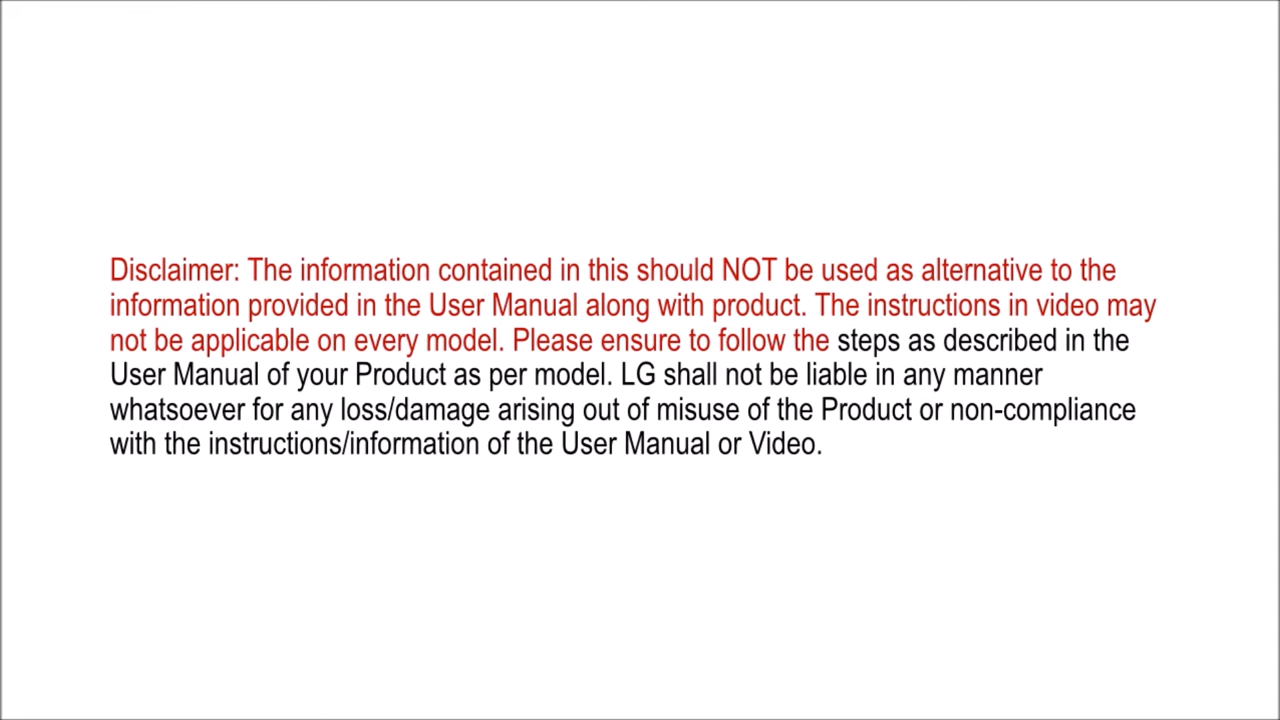 Disclaimer: The information contained in this should NOT be used as alternative to the
information provided in the User Manual along with product. The instructions in video may
not be applicable on every model. Please ensure to follow the steps as described in the
User Manual of your Product as per model. LG shall not be liable in any manner
whatsoever for any loss/damage arising out of misuse of the Product or non-compliance
with the instructions/information of the User Manual or Video.